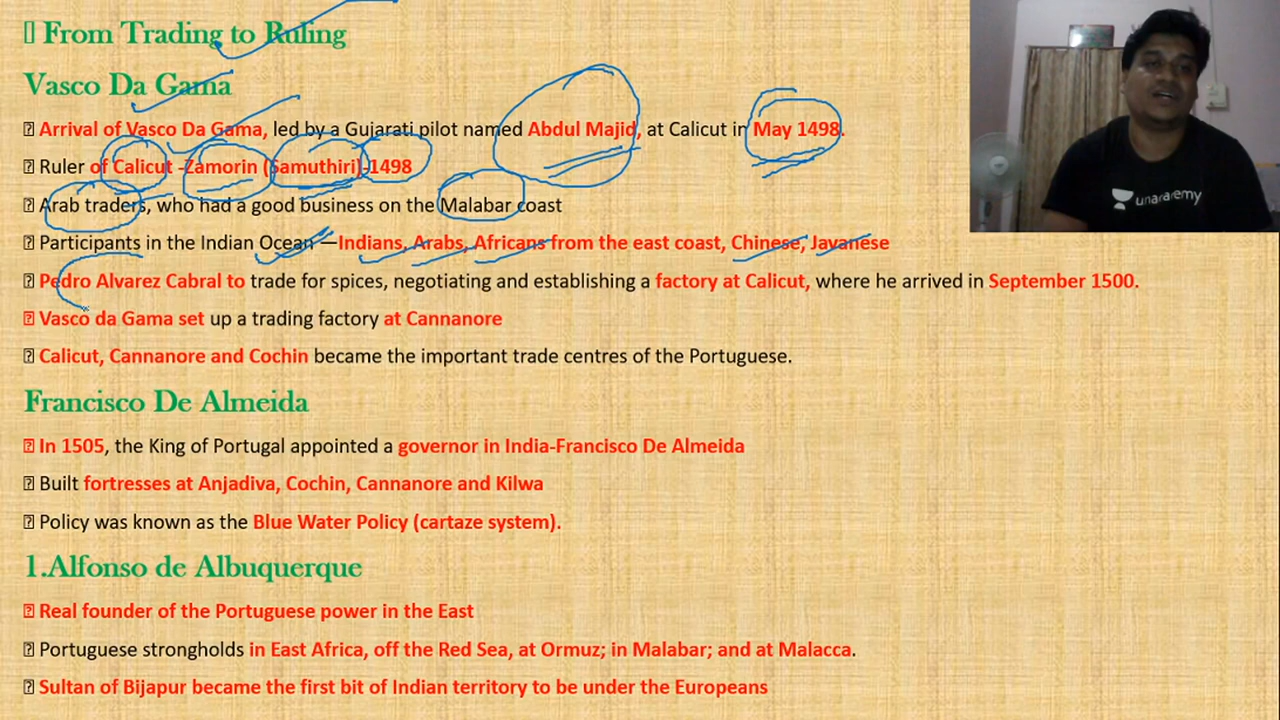 From Trading to Ruling
Vasco Da Gama
Arrival of Vasco Da Gama, led by a Gujarati pilot named Abdul Majid, at Calicut in May 1498.
Ruler of Calicut -Zamorin (Samuthiri)-1498
Arab traders, who had a good business on the Malabar coast
Participants in the Indian Ocean —Indians, Arabs, Africans from the east coast, Chinese, Javanese
Pedro Alvarez Cabral to trade for spices, negotiating and establishing a factory at Calicut, where he arrived in September 1500.
Vasco da Gama set up a trading factory at Cannanore
Calicut, Cannanore and Cochin became the important trade centres of the Portuguese.
Francisco De Almeida
In 1505, the King of Portugal appointed a governor in India-Francisco De Almeida
Built fortresses at Anjadiva, Cochin, Cannanore and Kilwa
Policy was known as the Blue Water Policy (cartaze system).
1.Alfonso de Albuquerque
Real founder of the Portuguese power in the East
Portuguese strongholds in East Africa, off the Red Sea, at Ormuz; in Malabar; and at Malacca.
Sultan of Bijapur became the first bit of Indian territory to be under the Europeans
unacademy